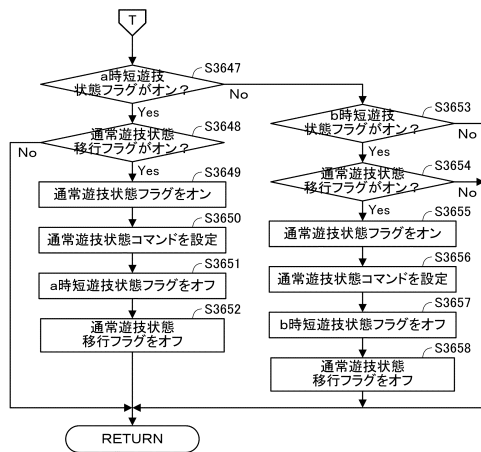 T
S3647
a時短遊技
状態フラグがオン？
No
Yes
S3648
通常遊技状態
移行フラグがオン？
No
Yes
S3649
通常遊技状態フラグをオン
S3650
通常遊技状態コマンドを設定
S3651
a時短遊技状態フラグをオフ
S3652
通常遊技状態
移行フラグをオフ
S3653
b時短遊技
状態フラグがオン？
No
Yes
S3654
通常遊技状態
移行フラグがオン？
No
Yes
S3655
通常遊技状態フラグをオン
S3656
通常遊技状態コマンドを設定
S3657
b時短遊技状態フラグをオフ
S3658
通常遊技状態
移行フラグをオフ
RETURN